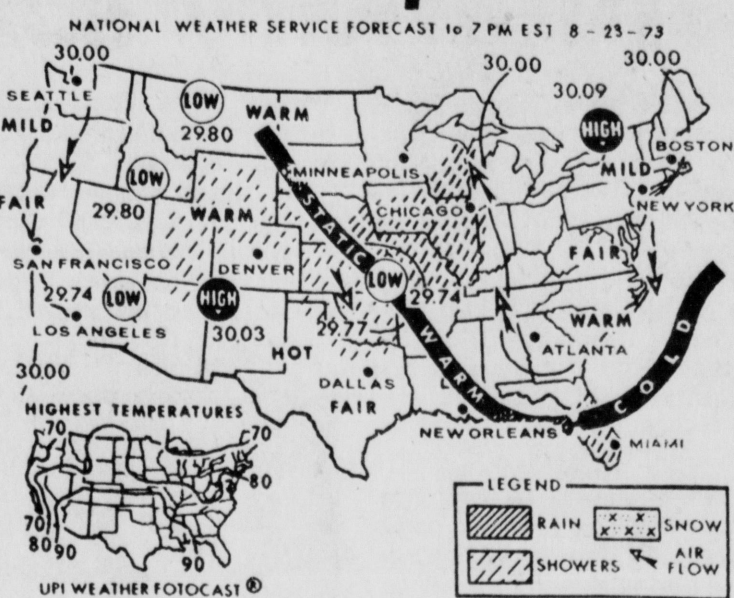 NATIONAL WEATHER SERVICE FORECAST to 7 PM EST 8 - 23 - 73
30.00
30.00
30.09
30.00
SEATTLE
LOW
29.80
WARM
HIGH
MILD
BOSTON
MINNEAPOLIS
MILD
LOW
29.80
WARM
CHICAGO
NEW YORK
FAIR
STATIC
FAIR
SAN FRANCISCO
DENVER
29.74
LOW
HIGH
30.03
LOW
29.74
29.77
WARM
LOS ANGELES
HOT
WARM
ATLANTA
COLD
30.00
DALLAS
L
FAIR
NEW ORLEANS
MIAMI
HIGHEST TEMPERATURES
70
70
80
70
80
90
90
UPI WEATHER FOTOCAST ®
LEGEND
RAIN
SNOW
SHOWERS
AIR
FLOW